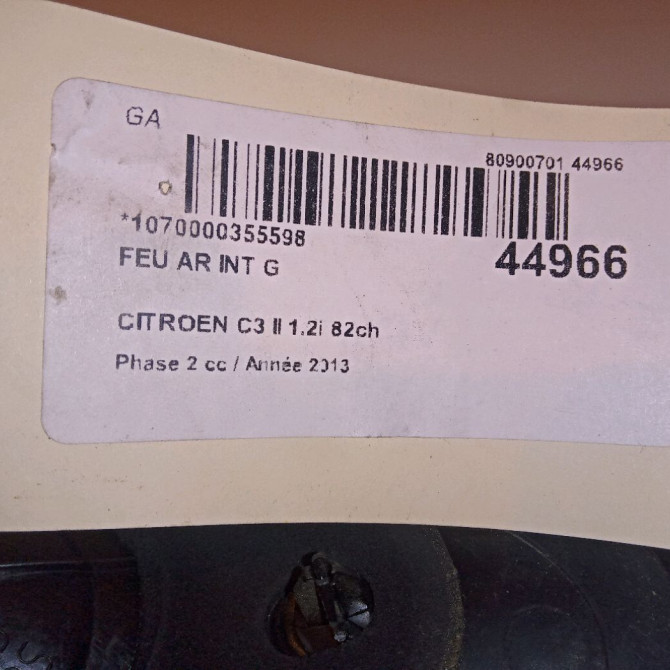 GA
80900701 44966
*1070000355598
44966
FEU AR INT G
CITROEN C3 II 1.2i 82ch
Phase 2 cc / Année 2013